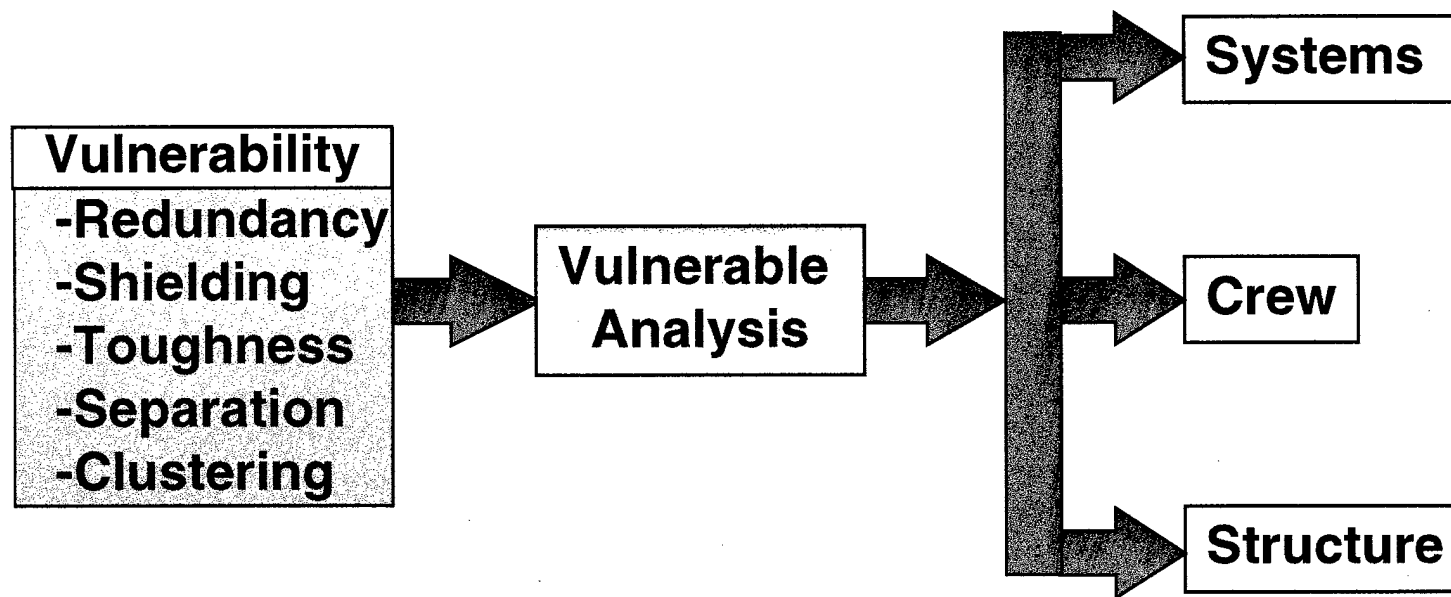 Vulnerability
-Redundancy
-Shielding
-Toughness
-Separation
-Clustering
Vulnerable
Analysis
Systems
Crew
Structure